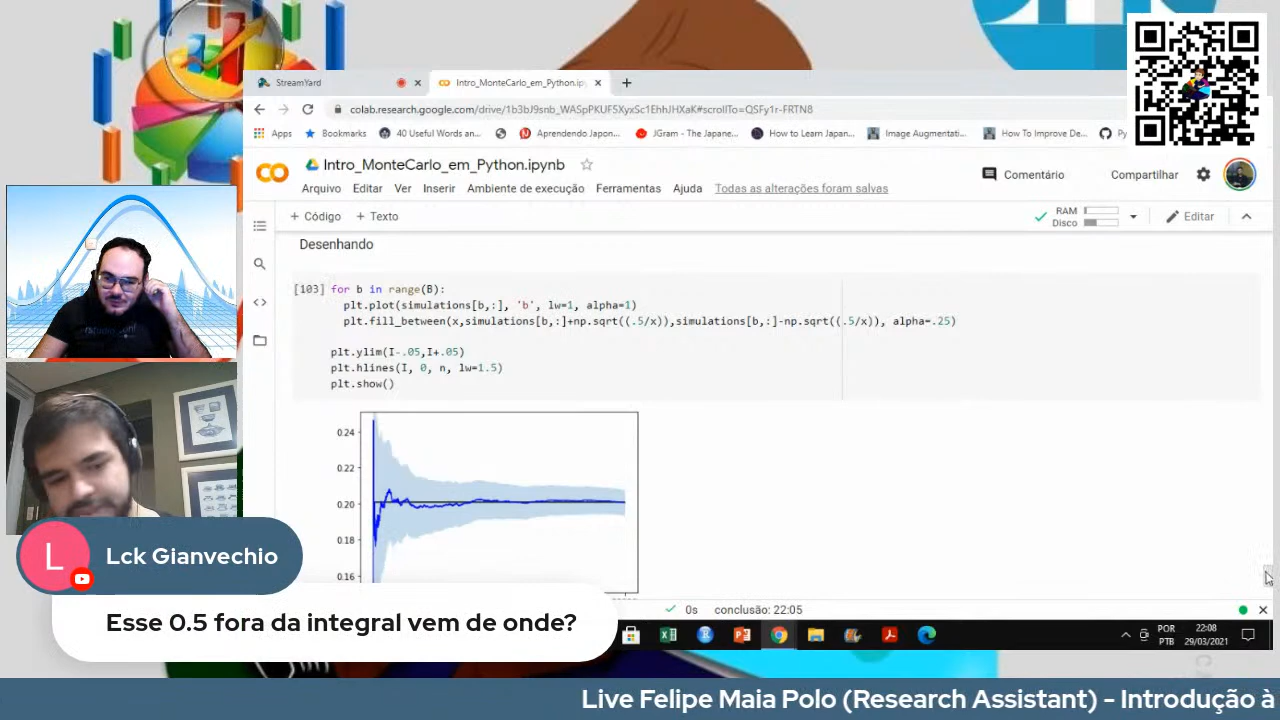 StreamYard
Intro_MonteCarlo_em_Python.ipy
colab.research.google.com/drive/1b3bJ9srdu_WASpPKUF5XyxSc1EhhJHXaK#scrollTo=QSFy1r-FRTN8
Apps
Bookmarks
40 Useful Words an...
Aprendendo Japon...
JGram - The Japane...
How to Learn Japan...
Image Augmentati...
How To Improve De...
Py
Intro_MonteCarlo_em_Python.ipynb
Comentário
Compartilhar
Arquivo Editar Ver Inserir Ambiente de execução Ferramentas Ajuda Todas as alterações foram salvas
+ Código + Texto
RAM
Disco
Editar
Desenhando
[103] for b in range(B):
plt.plot(simulations[b,:], 'b', lw=1, alpha=1)
plt.fill_between(x,simulations[b,:]+np.sqrt((.5/x)),simulations[b,:]-np.sqrt((.5/x)), alpha=.25)
plt.ylim(I-.05,I+.05)
plt.hlines(I, 0, n, lw=1.5)
plt.show()
0.24
0.22
0.20
0.18
0.16
L
Lck Gianvechio
Esse 0.5 fora da integral vem de onde?
0s conclusão: 22:05
POR
PTB
22:08
29/03/2021
Live Felipe Maia Polo (Research Assistant) - Introdução à